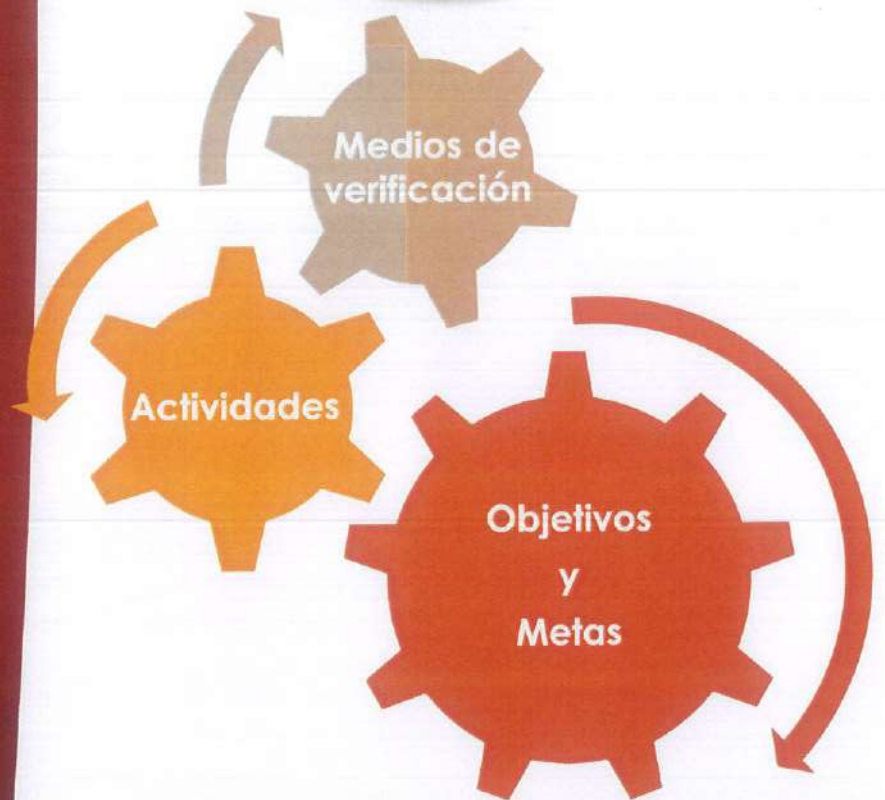 Medios de
verificación
Actividades
Objetivos
y
Metas